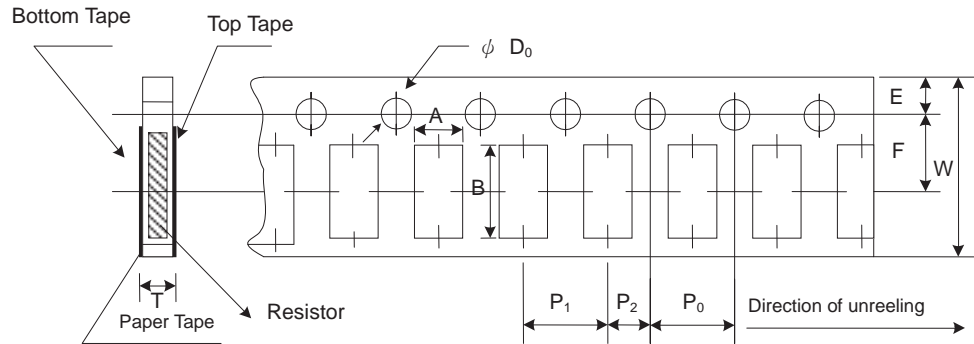 Bottom Tape
Top Tape
ϕ D₀
E
A
F
W
B
T
P₁
P₂
P₀
Direction of unreeling
Resistor
Paper Tape